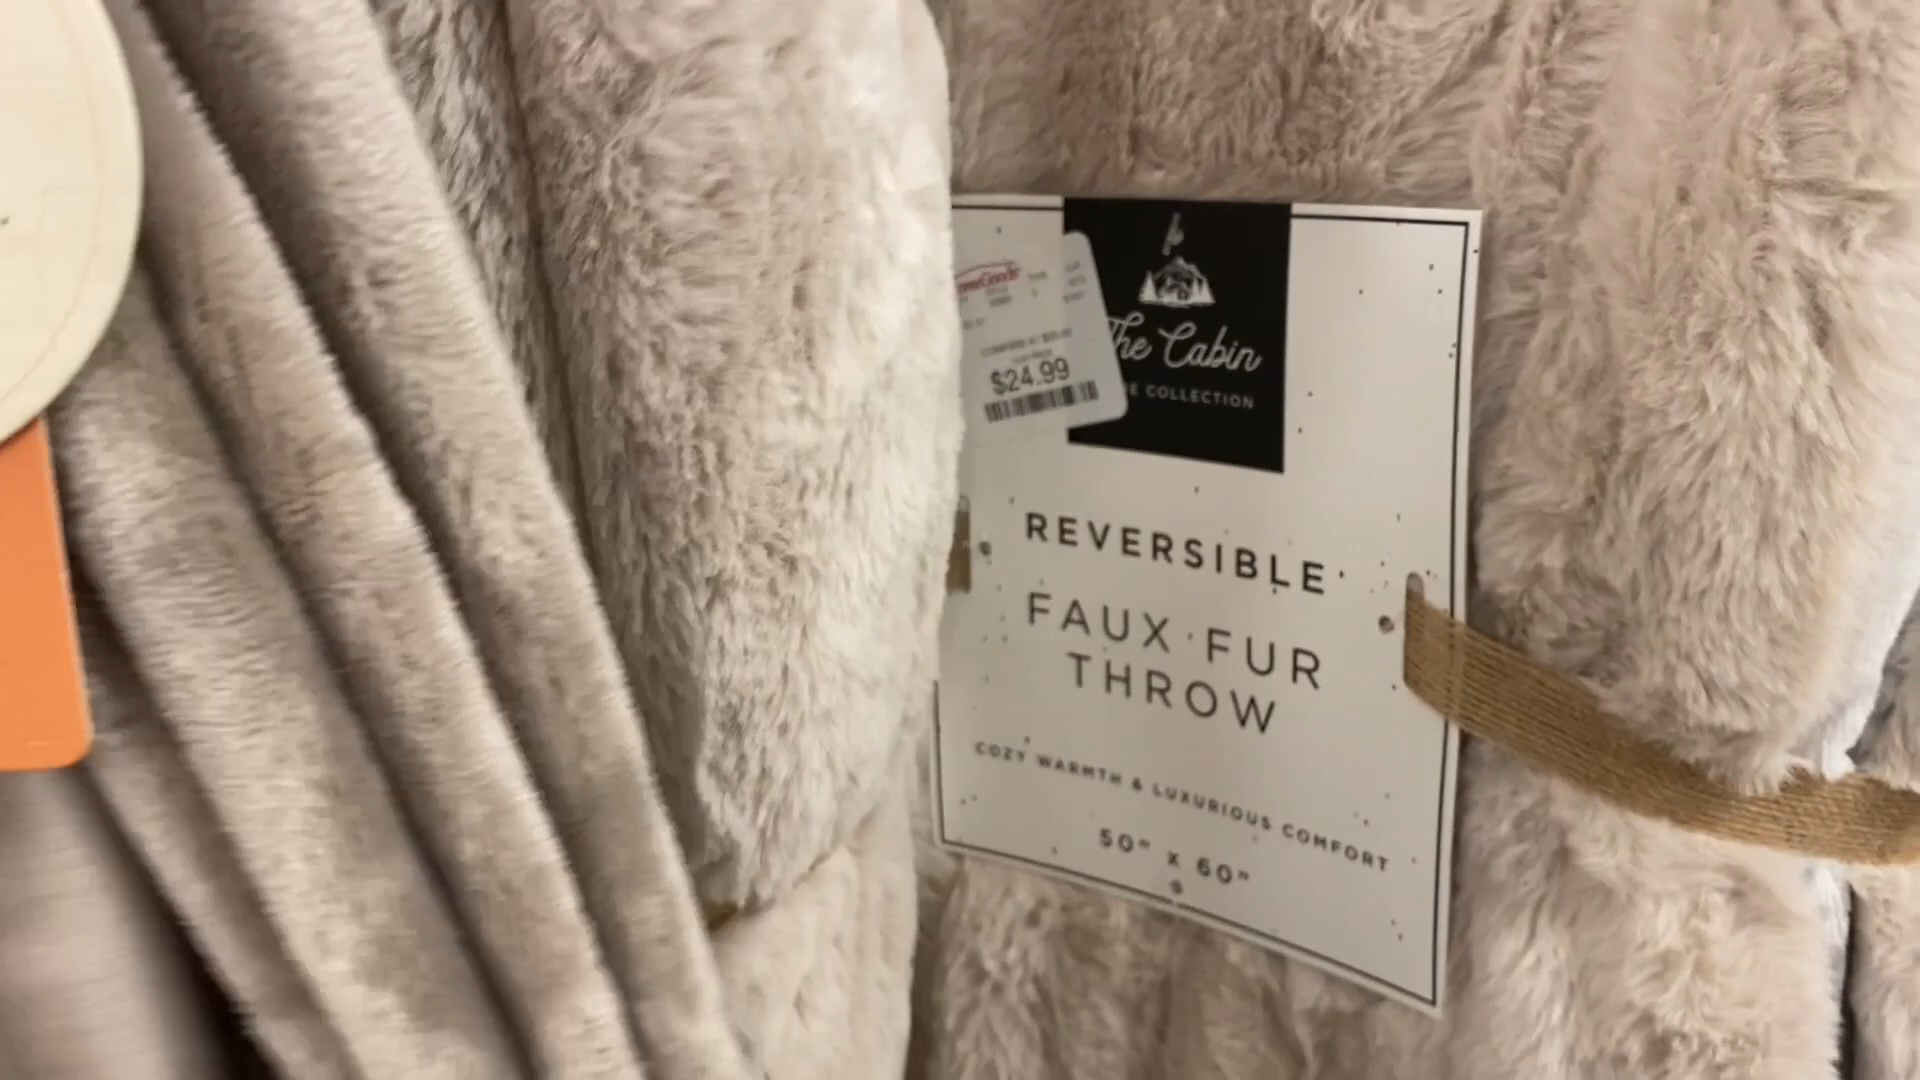 $24.99
The Cabin
COLLECTION
REVERSIBLE
FAUX FUR
THROW
COZY WARMTH & LUXURIOUS COMFORT
50" X 60"